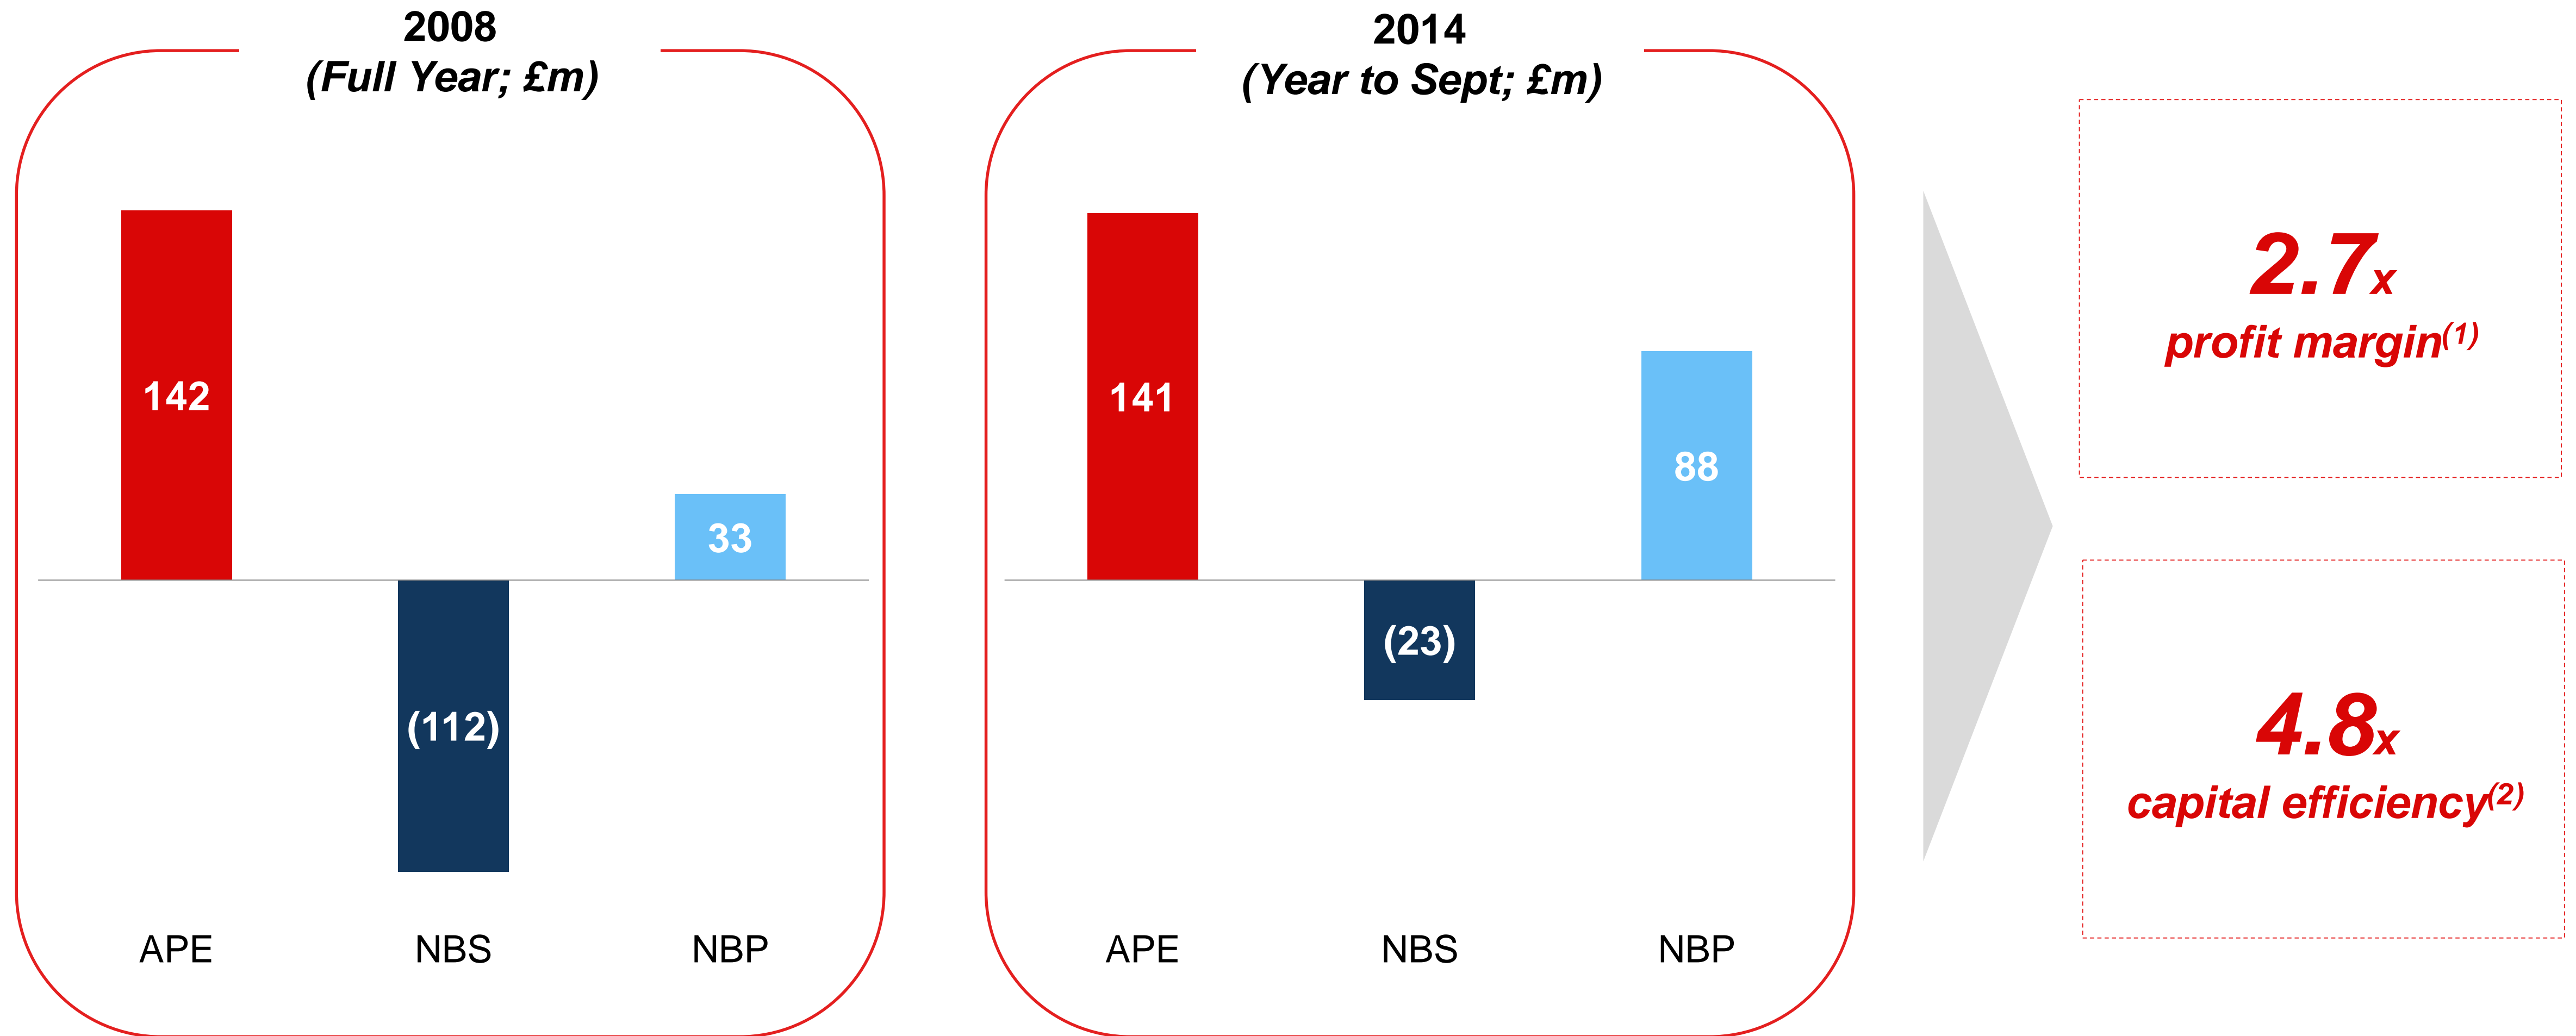 2008
(Full Year; £m)
142
(112)
33
APE
NBS
NBP
2014
(Year to Sept; £m)
141
(23)
88
APE
NBS
NBP
2.7x
profit margin(1)
4.8x
capital efficiency(2)